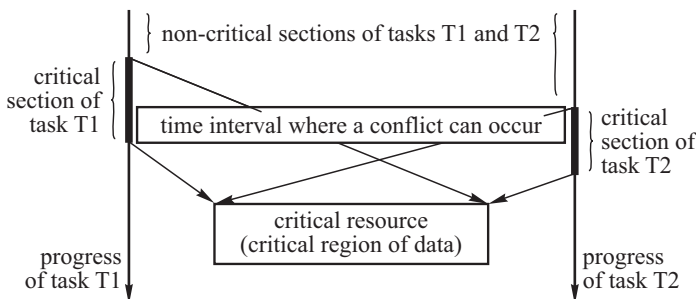 non-critical sections of tasks T1 and T2
critical
section of
task T1
time interval where a conflict can occur
critical
section of
task T2
critical resource
(critical region of data)
progress
of task T1
progress
of task T2